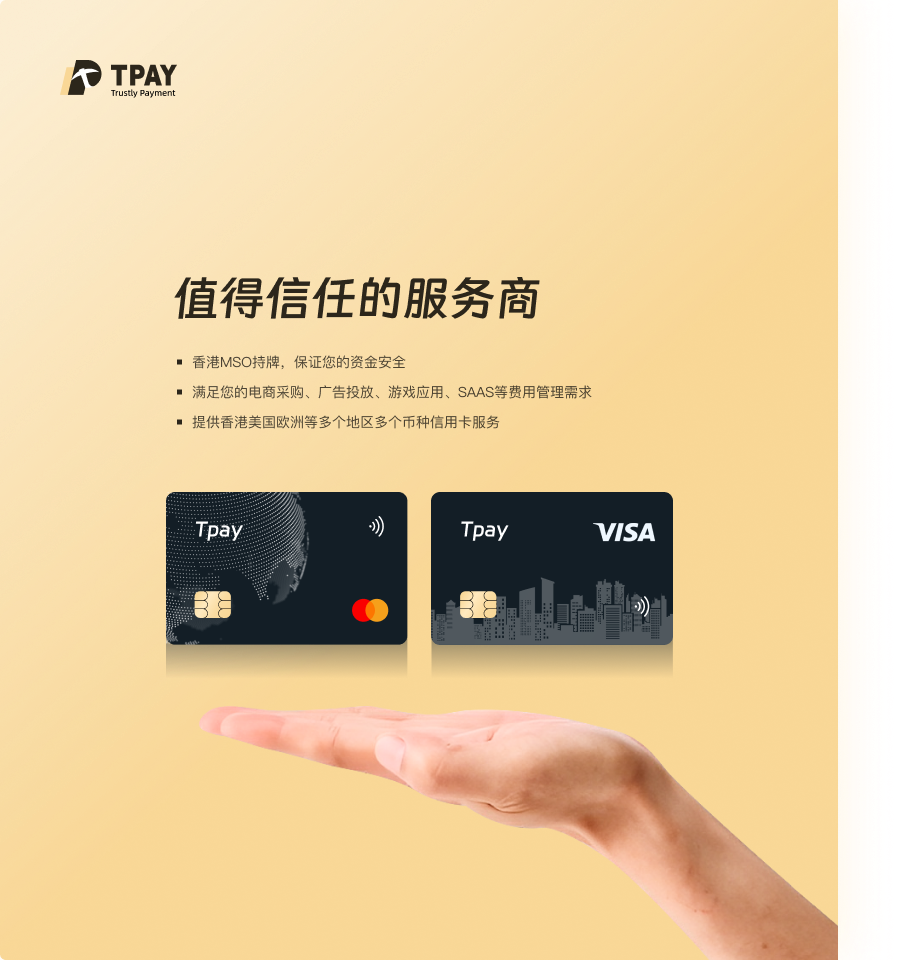 TPAY
Trustly Payment
值得信任的服务商
香港MSO持牌，保证您的资金安全
满足您的电商采购、广告投放、游戏应用、SAAS等费用管理需求
提供香港美国欧洲等多个地区多个币种信用卡服务
Tpay
Tpay
VISA